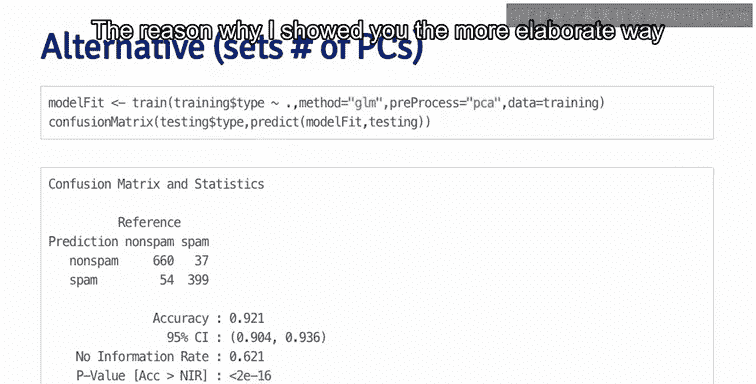 The reason why I showed you the more elaborate way
Alternative (sets # of PCs)
modelFit <- train(training$type ~ .,method="glm",preProcess="pca",data=training)
confusionMatrix(testing$type,predict(modelFit,testing))
Confusion Matrix and Statistics
Reference
Prediction nonspam spam
nonspam 660 37
spam 54 399
Accuracy : 0.921
95% CI : (0.904, 0.936)
No Information Rate : 0.621
P-Value [Acc > NIR] : <2e-16